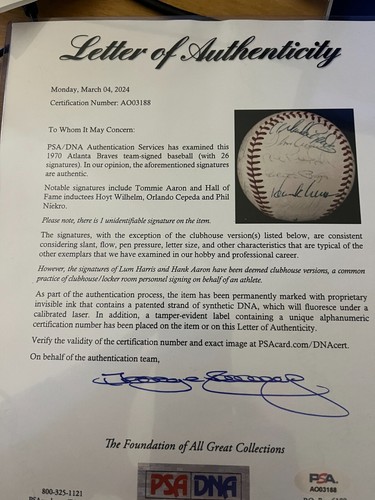 Letter of Authenticity
Monday, March 04, 2024
Certification Number: AO03188
To Whom It May Concern:
PSA/DNA Authentication Services has examined this
1970 Atlanta Braves team-signed baseball (with 26
signatures). In our opinion, the aforementioned signatures
are authentic.
Notable signatures include Tommie Aaron and Hall of
Fame inductees Hoyt Wilhelm, Orlando Cepeda and Phil
Niekro.
Please note, there is 1 unidentifiable signature on the item.
The signatures, with the exception of the clubhouse version(s) listed below, are consistent
considering slant, flow, pen pressure, letter size, and other characteristics that are typical of the
other exemplars that we have examined in our hobby and professional career.
However, the signatures of Lum Harris and Hank Aaron have been deemed clubhouse versions, a common
practice of clubhouse/locker room personnel signing on behalf of an athlete.
As part of the authentication process, the item has been permanently marked with proprietary
invisible ink that contains a patented strand of synthetic DNA, which will fluoresce under a
calibrated laser. In addition, a tamper-evident label containing a unique alphanumeric
certification number has been placed on the item or on this Letter of Authenticity.
Verify the validity of the certification number and exact image at PSAcard.com/DNAcert.
On behalf of the authentication team,
The Foundation of All Great Collections
800-325-1121
PSA DNA
PSA
AO03188